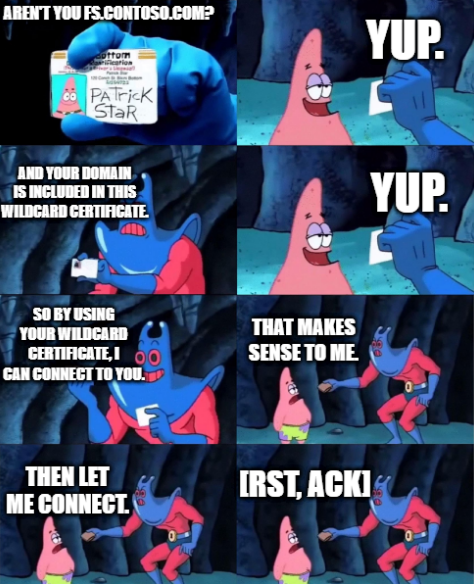 AREN'T YOU FS.CONTOSO.COM?
PATRICK
STAR
YUP.
AND YOUR DOMAIN
IS INCLUDED IN THIS
WILDCARD CERTIFICATE.
YUP.
SO BY USING
YOUR WILDCARD
CERTIFICATE, I
CAN CONNECT TO YOU.
THAT MAKES
SENSE TO ME.
THEN LET
ME CONNECT.
[RST, ACK]